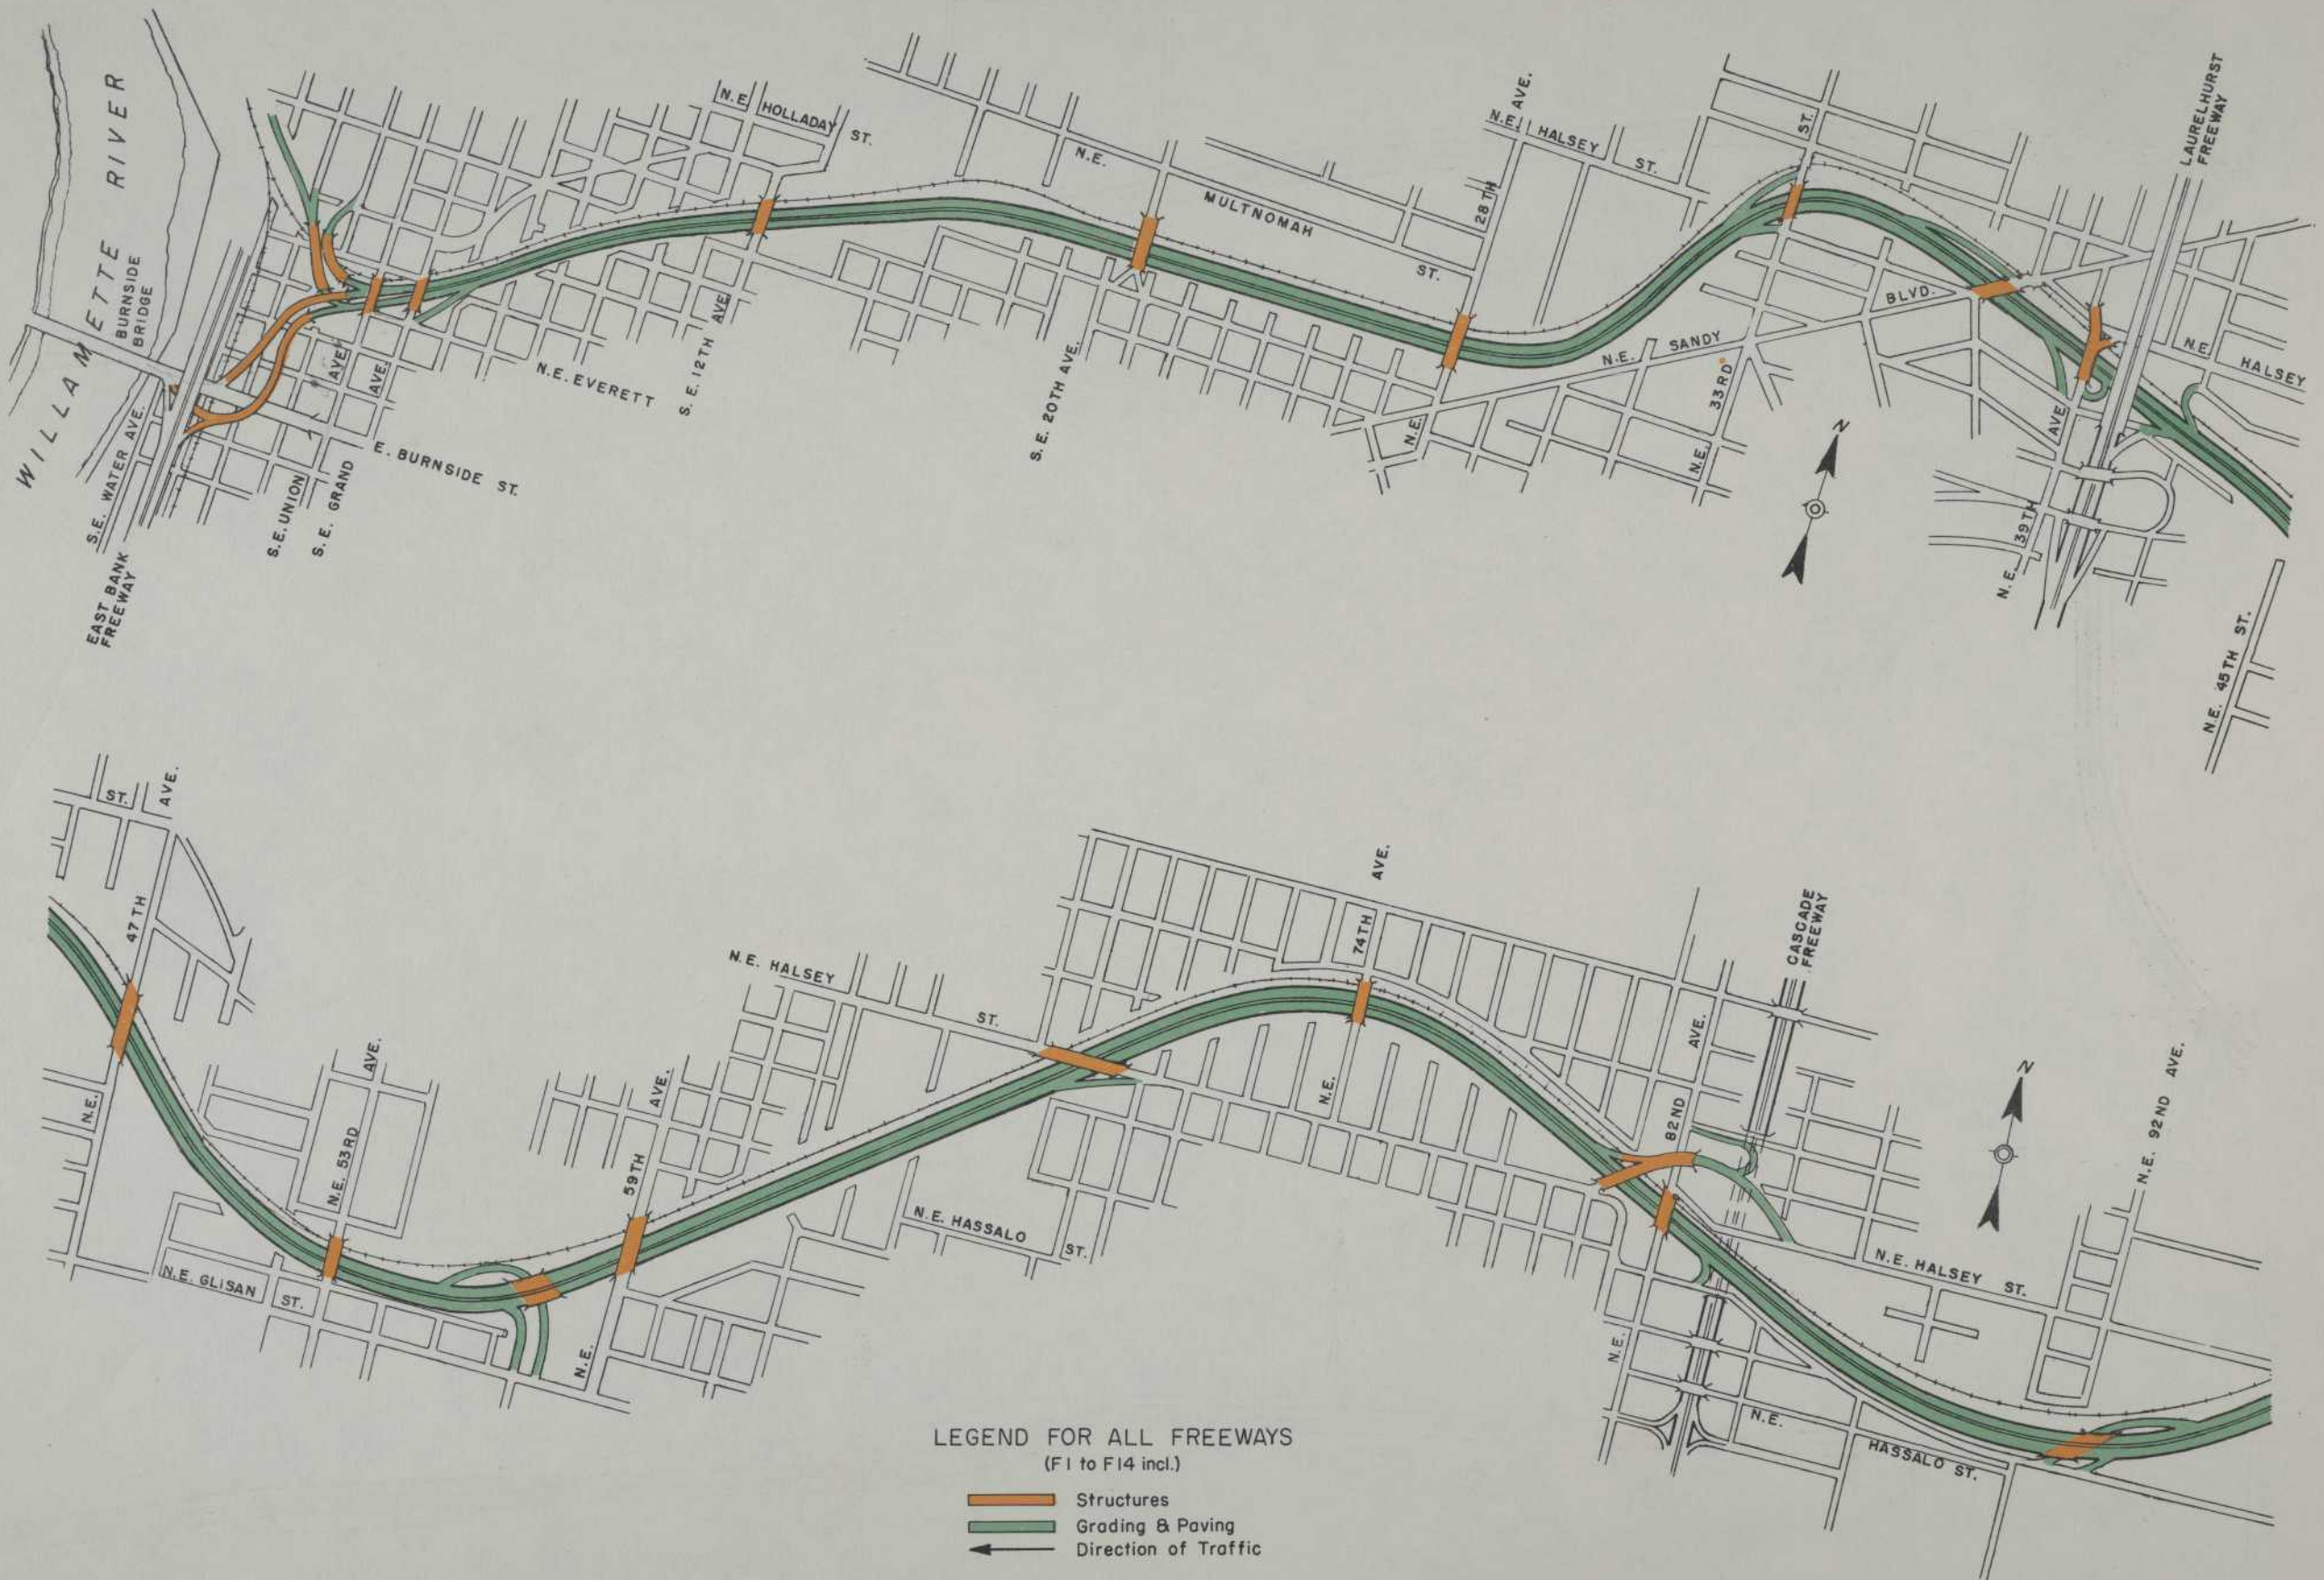 WILLAMETTE RIVER
BURNSIDE
BRIDGE
S.E. WATER AVE.
EAST BANK
FREEWAY
S.E. UNION
AVE.
S.E. GRAND
AVE.
E. BURNSIDE ST.
N.E. EVERETT
S.E. 12TH AVE.
N.E. HOLLADAY ST.
S.E. 20TH AVE.
N.E. MULTNOMAH ST.
N.E. 28TH AVE.
N.E. HALSEY ST.
N.E. SANDY BLVD.
N.E. 33RD
ST.
N
N.E. 39TH AVE.
LAURELHURST
FREEWAY
N.E. HALSEY
N.E. 45TH ST.
ST.
N.E. 47TH AVE.
N.E. GLISAN ST.
N.E. 53RD AVE.
N.E. 59TH AVE.
N.E. HALSEY ST.
N.E. HASSALO ST.
N.E. 74TH AVE.
N.E. 82ND AVE.
CASCADE
FREEWAY
N
N.E. HALSEY ST.
N.E. 92ND AVE.
N.E. HASSALO ST.
LEGEND FOR ALL FREEWAYS
(F1 to F14 incl.)
Structures
Grading & Paving
Direction of Traffic